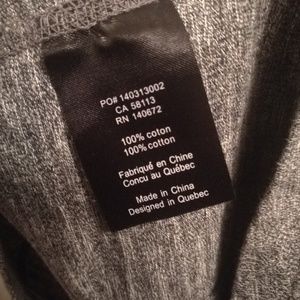 PO# 140313002
CA 58113
RN 140672
100% coton
100% cotton
Fabriqué en Chine
Concu au Québec
Made in China
Designed in Quebec